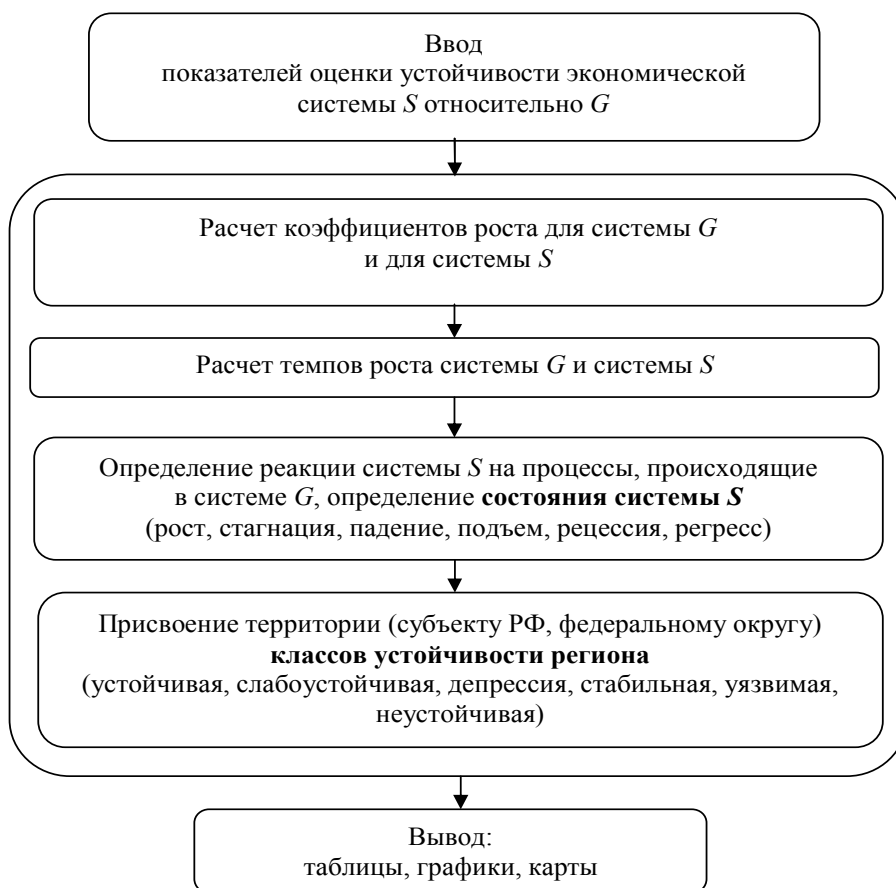 Ввод
показателей оценки устойчивости экономической
системы S относительно G
Расчет коэффициентов роста для системы G
и для системы S
Расчет темпов роста системы G и системы S
Определение реакции системы S на процессы, происходящие
в системе G, определение состояния системы S
(рост, стагнация, падение, подъем, рецессия, регресс)
Присвоение территории (субъекту РФ, федеральному округу)
классов устойчивости региона
(устойчивая, слабоустойчивая, депрессия, стабильная, уязвимая,
неустойчивая)
Вывод:
таблицы, графики, карты